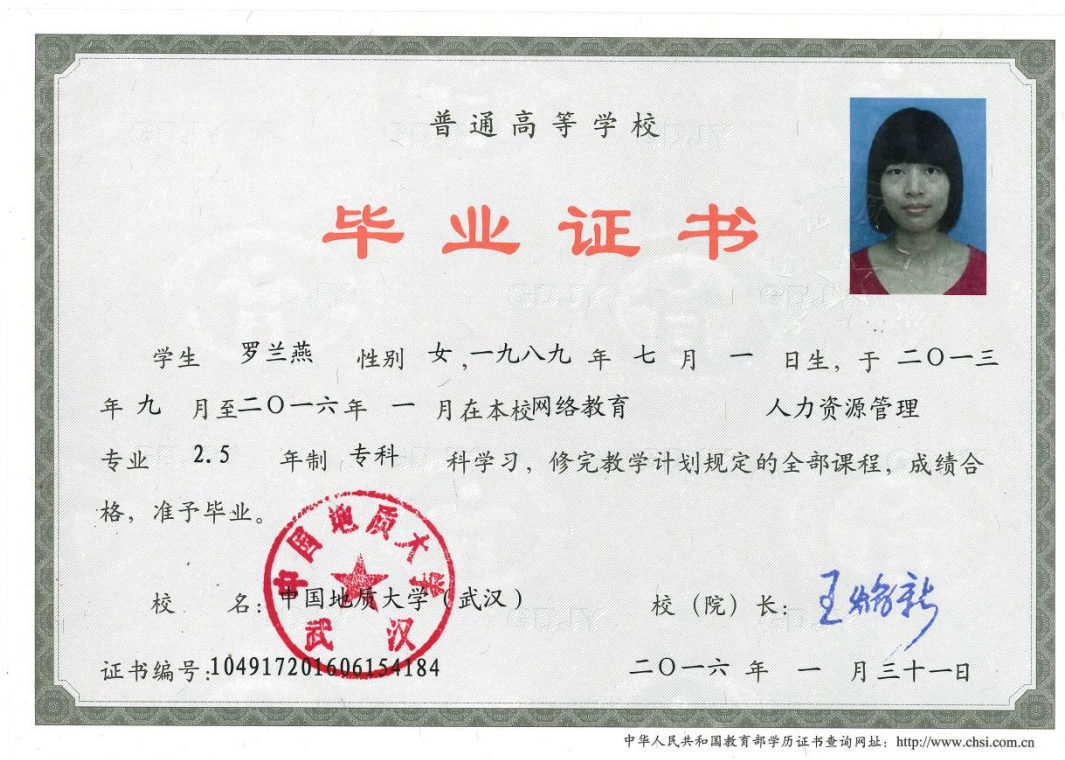 普通高等学校
毕业证书
学生 罗兰燕 性别 女,一九八九 年 七 月 一 日生, 于 二〇一三
年 九 月至二〇一六年 一 月在本校网络教育 人力资源管理
专业 2.5 年制 专科 科学习, 修完教学计划规定的全部课程, 成绩合
格, 准予毕业。
中国地质大学
武汉
校 名: 中国地质大学(武汉) 校(院)长:
证书编号:104917201606154184 二〇一六 年 一 月三十一日
中华人民共和国教育部学历证书查询网址: http://www.chsi.com.cn